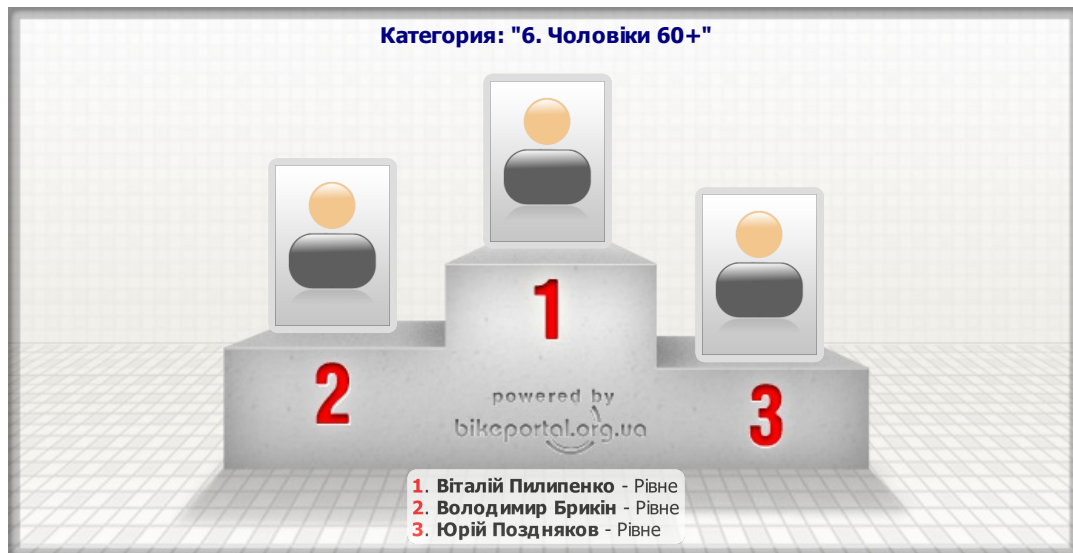 Категория: "6. Чоловіки 60+"
1
2
3
powered by
bikeportal.org.ua
1. Віталій Пилипенко - Рівне
2. Володимир Брикін - Рівне
3. Юрій Поздняков - Рівне